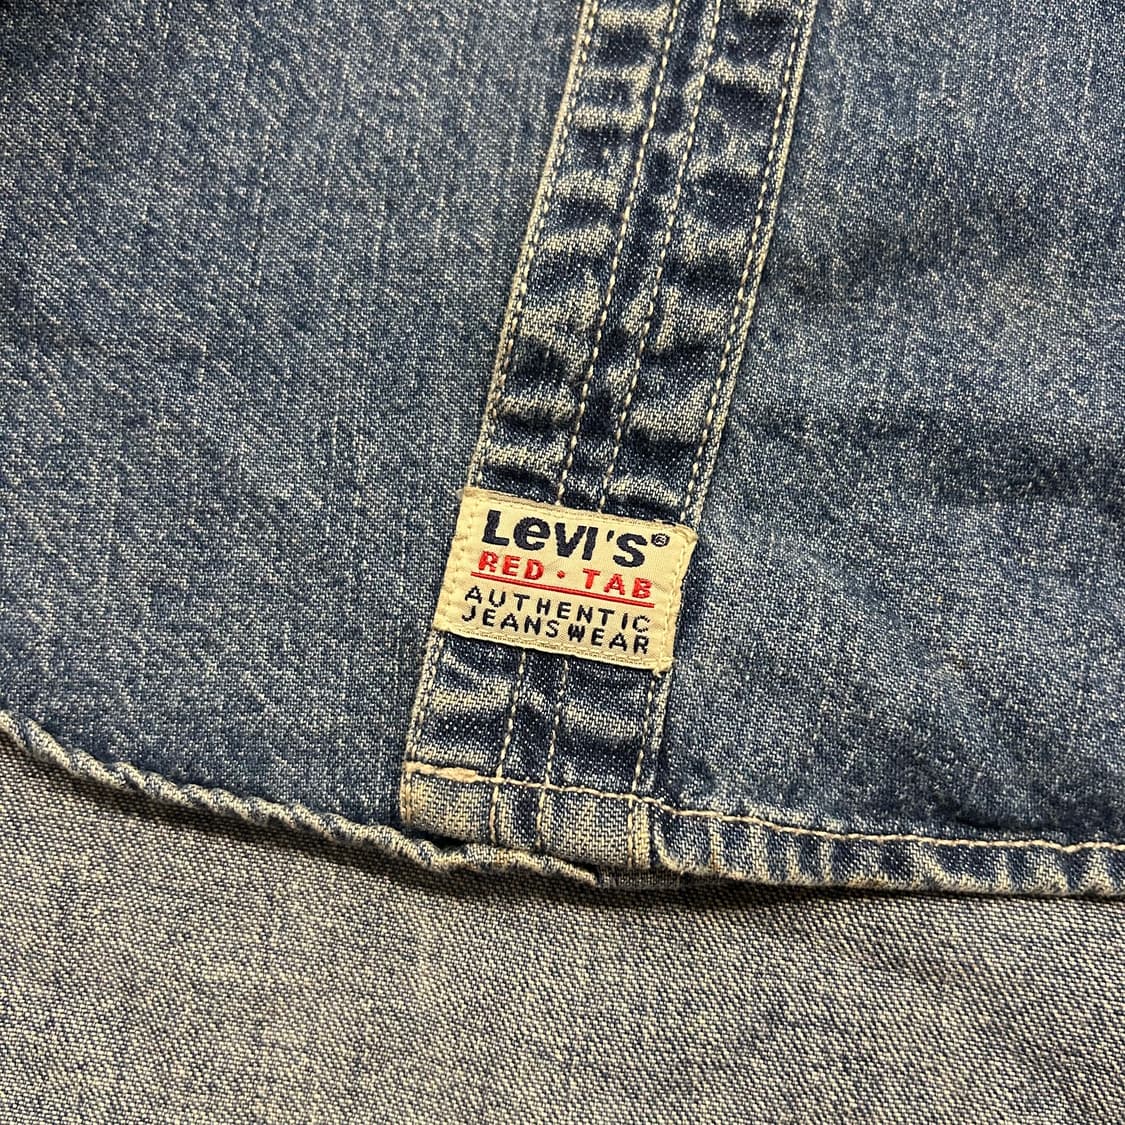 Levi's®
RED • TAB
AUTHENTIC
JEANSWEAR